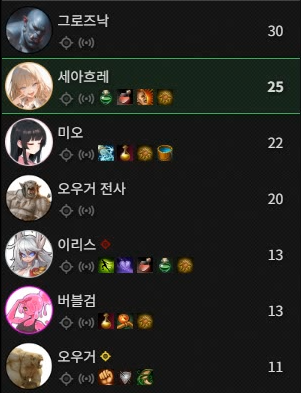 그로즈낙 30
세아흐레 25
미오 22
오우거 전사 20
이리스 13
버블검 13
오우거 11